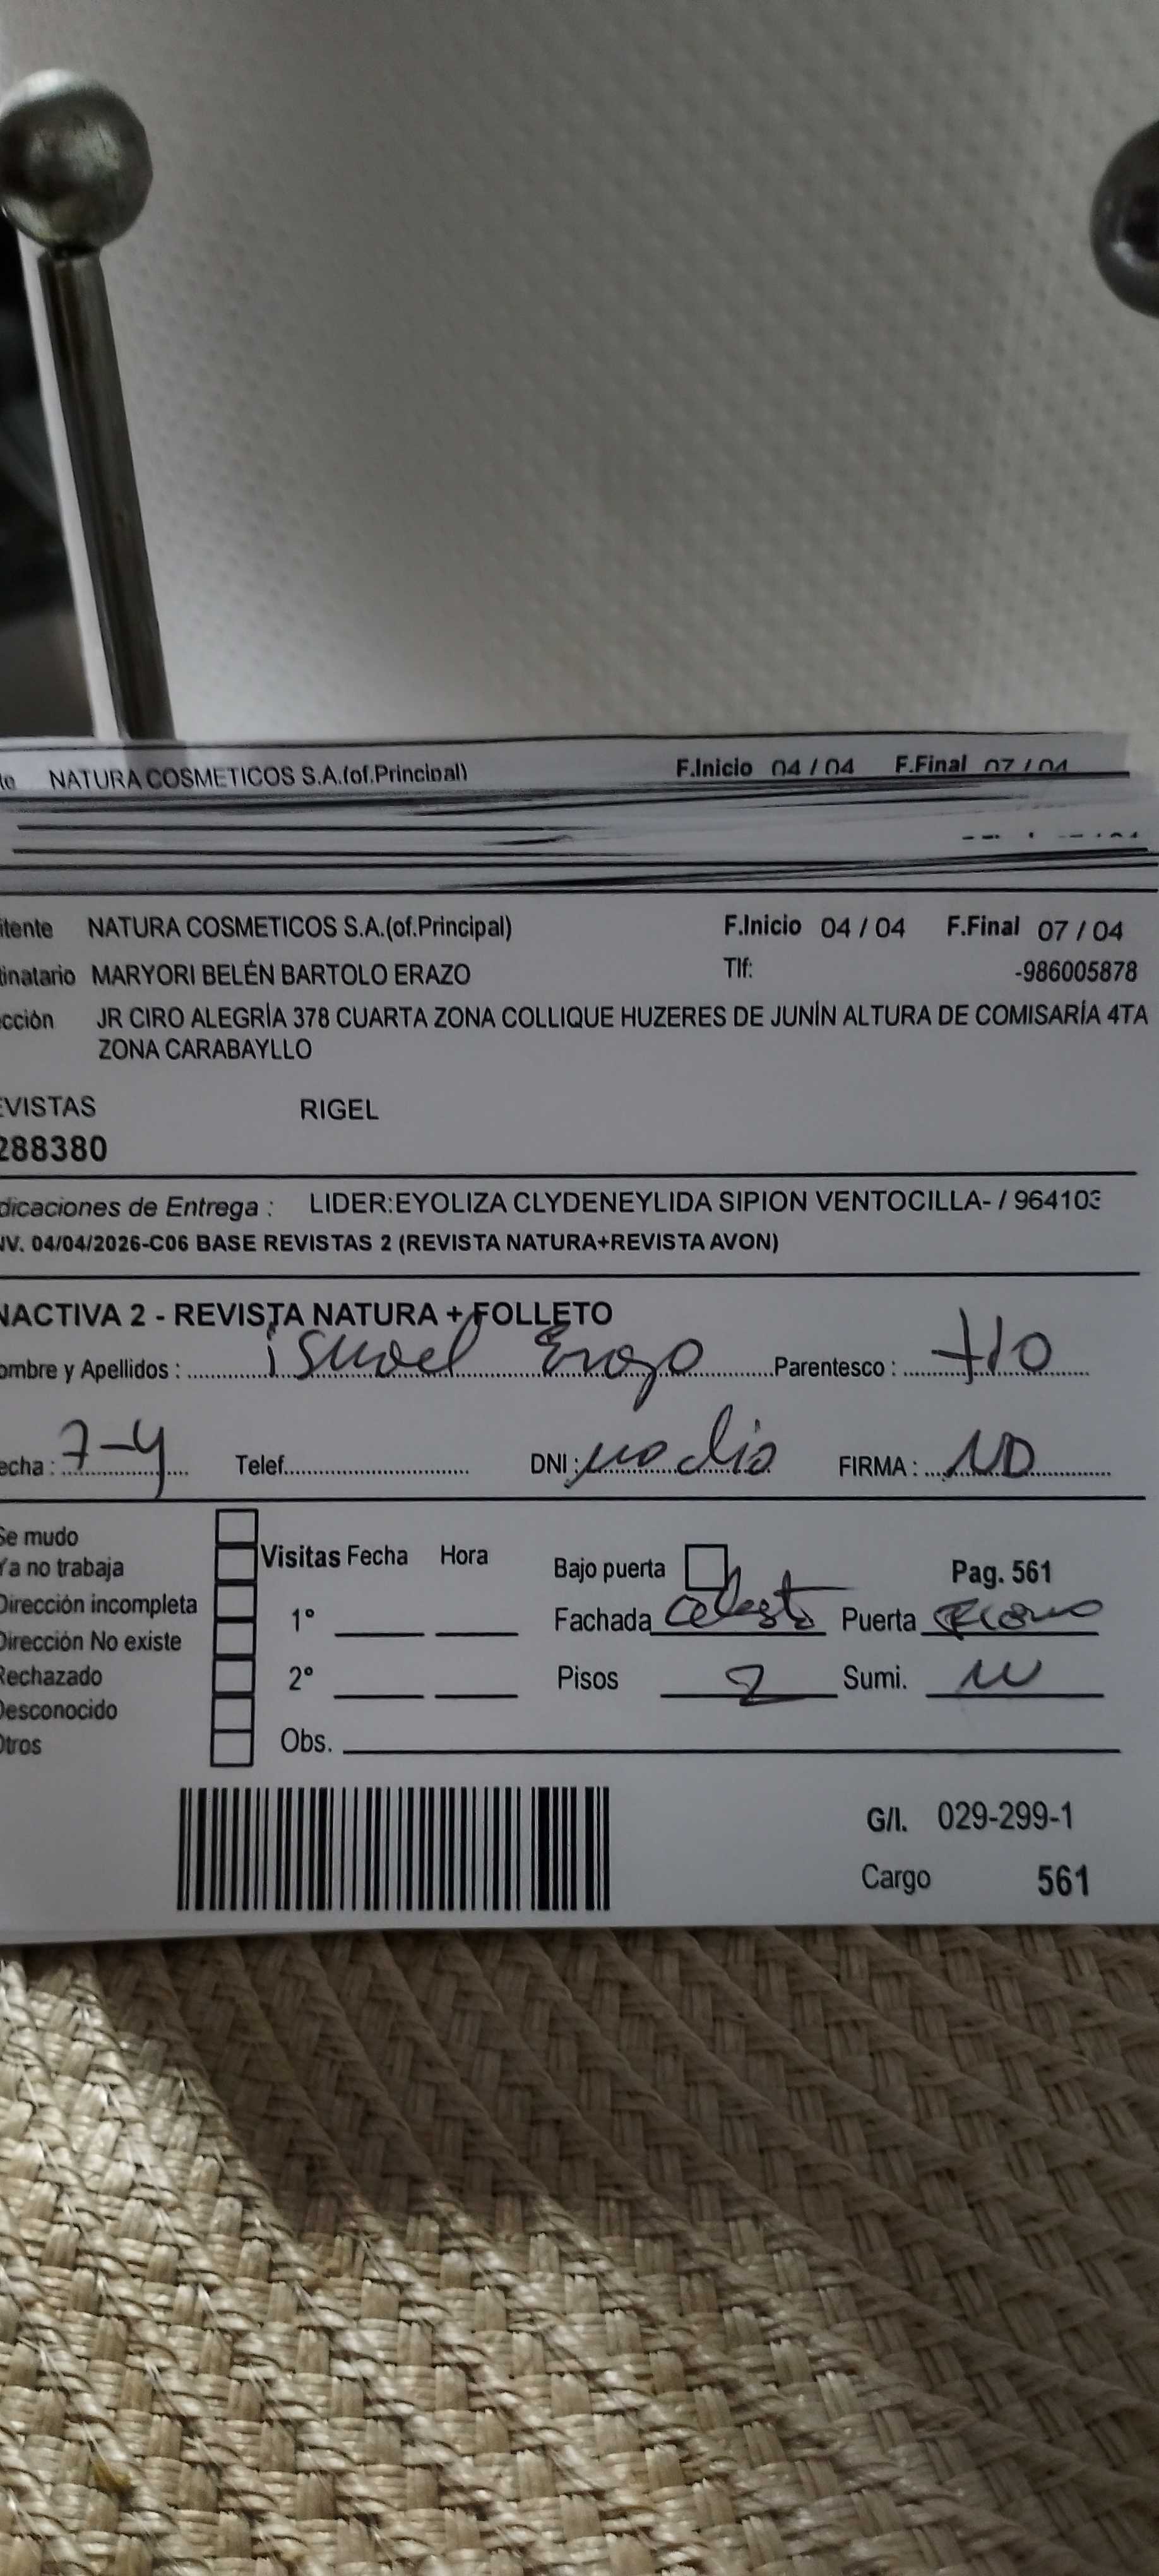 NATURA COSMETICOS S.A.(of.Principal) F.Inicio 04 / 04 F.Final 07 / 04
itente NATURA COSMETICOS S.A.(of.Principal) F.Inicio 04 / 04 F.Final 07 / 04
tinatario MARYORI BELÉN BARTOLO ERAZO Tlf: -986005878
cción JR CIRO ALEGRÍA 378 CUARTA ZONA COLLIQUE HUZERES DE JUNÍN ALTURA DE COMISARÍA 4TA
ZONA CARABAYLLO
EVISTAS RIGEL
288380
dicaciones de Entrega : LIDER:EYOLIZA CLYDENEYLIDA SIPION VENTOCILLA- / 964103
NV. 04/04/2026-C06 BASE REVISTAS 2 (REVISTA NATURA+REVISTA AVON)
NACTIVA 2 - REVISTA NATURA + FOLLETO
ombre y Apellidos : Ismael Erazo Parentesco : tio
echa : 7-4 Telef. DNI : no dio FIRMA : ND
Se mudo
Ya no trabaja Visitas Fecha Hora Bajo puerta Pag. 561
Dirección incompleta 1° Fachada celeste Puerta
Dirección No existe
Rechazado 2° Pisos 2 Sumi.
Desconocido
Otros Obs.
G/I. 029-299-1
Cargo 561